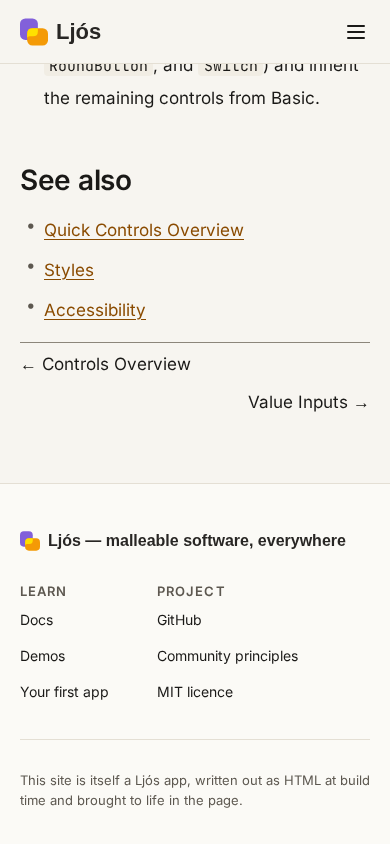 Ljós
RoundButton, and Switch) and inherit
the remaining controls from Basic.
See also
• Quick Controls Overview
• Styles
• Accessibility
← Controls Overview
Value Inputs →
Ljós — malleable software, everywhere
LEARN
Docs
Demos
Your first app
PROJECT
GitHub
Community principles
MIT licence
This site is itself a Ljós app, written out as HTML at build
time and brought to life in the page.